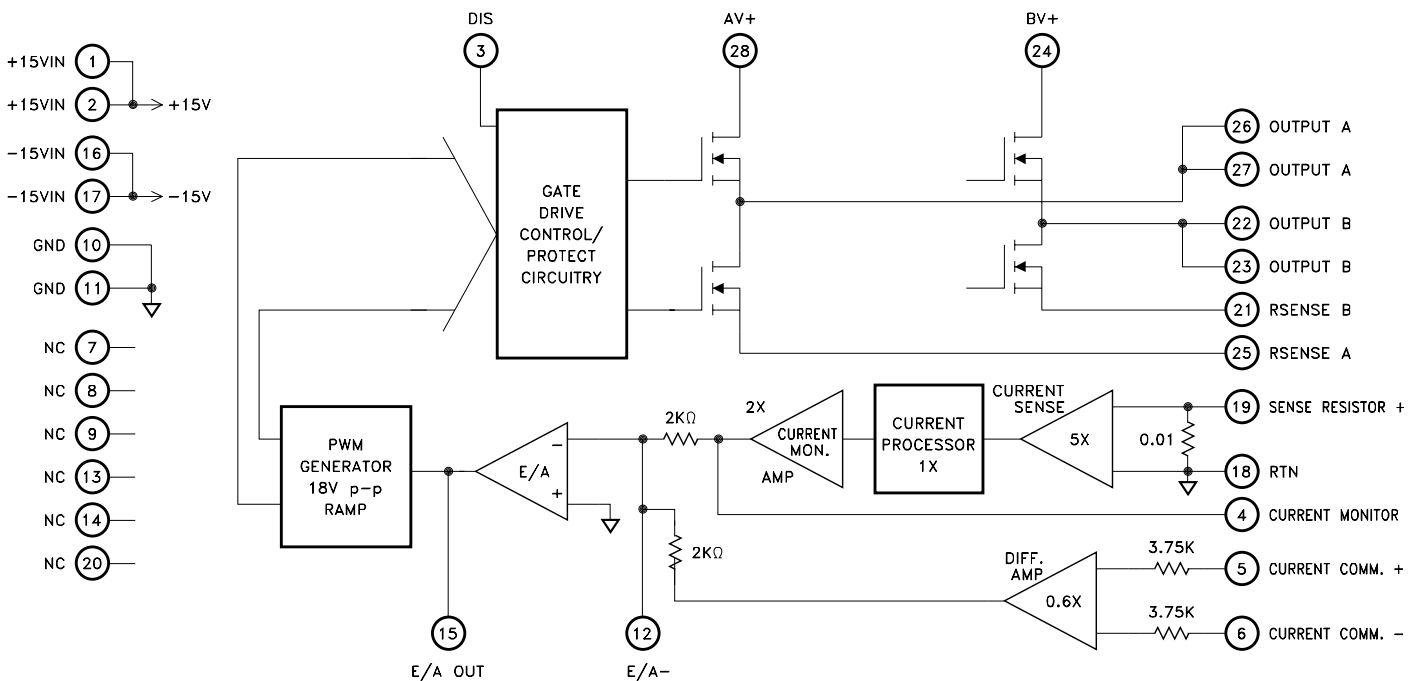 DIS
3
AV+
28
BV+
24
+15VIN 1
+15VIN 2 +15V
-15VIN 16
-15VIN 17 -15V
GND 10
GND 11
NC 7
NC 8
NC 9
NC 13
NC 14
NC 20
GATE
DRIVE
CONTROL/
PROTECT
CIRCUITRY
26 OUTPUT A
27 OUTPUT A
22 OUTPUT B
23 OUTPUT B
21 RSENSE B
25 RSENSE A
PWM
GENERATOR
18V p-p
RAMP
E/A
-
+
2KΩ
2KΩ
2X
CURRENT
MON.
AMP
CURRENT
PROCESSOR
1X
CURRENT
SENSE
5X
0.01
19 SENSE RESISTOR +
18 RTN
4 CURRENT MONITOR
DIFF.
AMP
0.6X
3.75K
5 CURRENT COMM. +
3.75K
6 CURRENT COMM. -
15
E/A OUT
12
E/A-